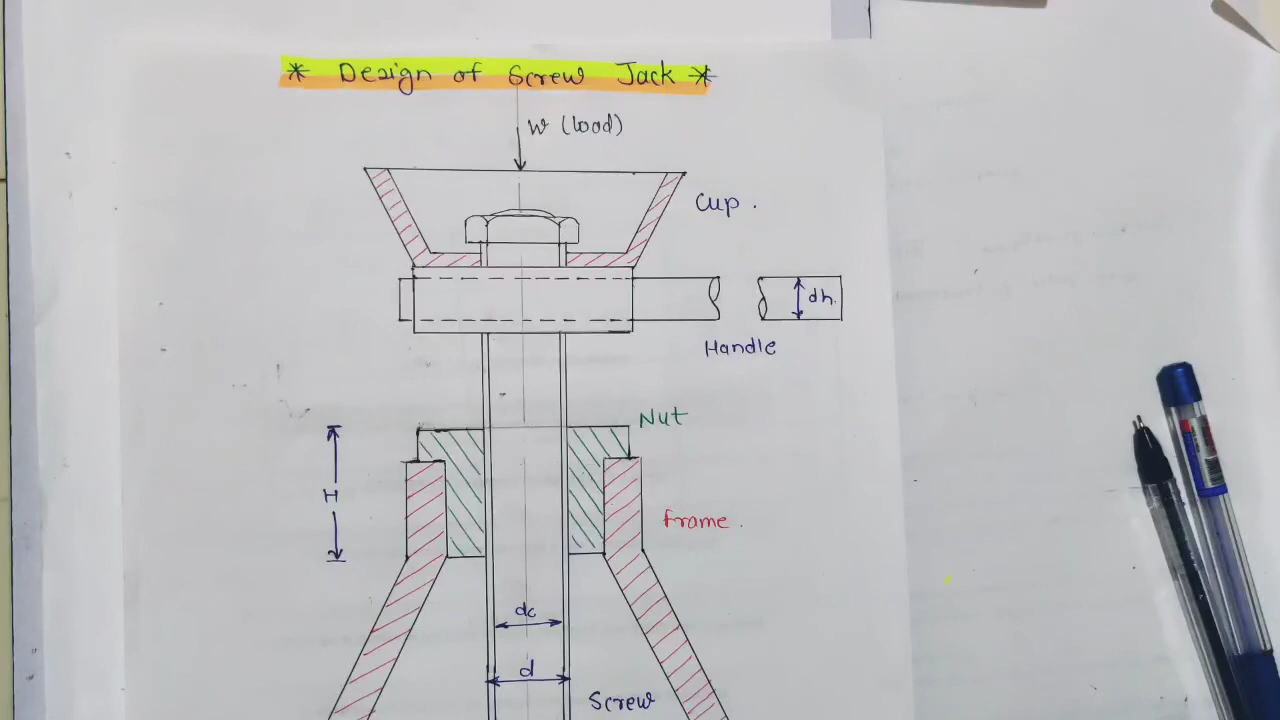 * Design of Screw Jack *
W (load)
Cup .
dh.
Handle
Nut
H
Frame .
dc
d
Screw